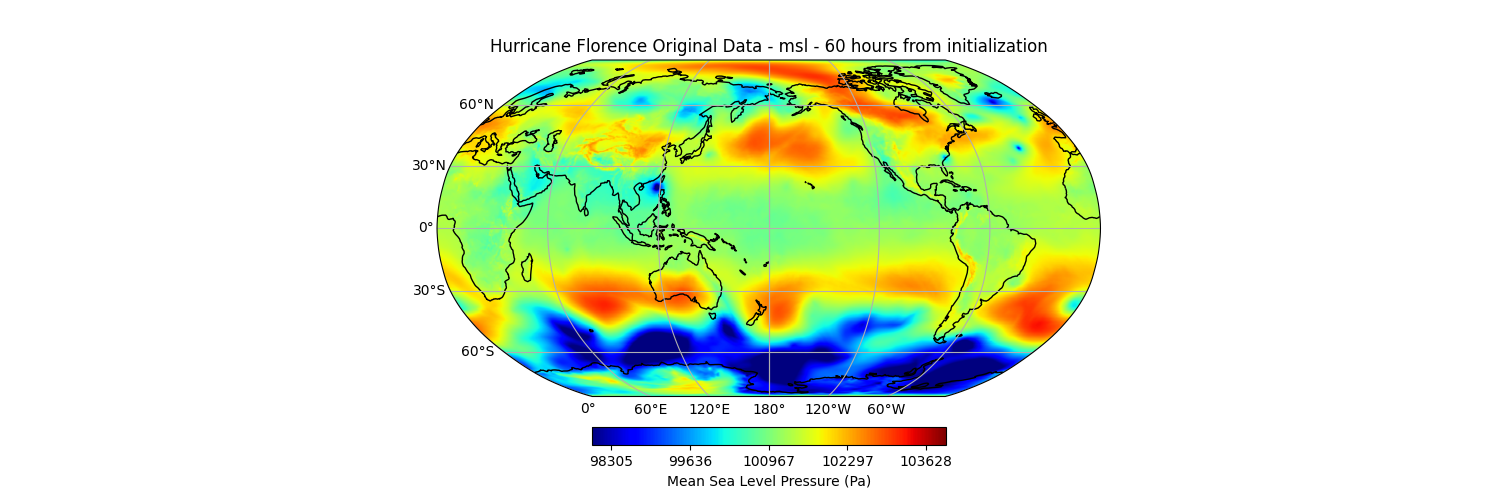 Hurricane Florence Original Data - msl - 60 hours from initialization
60°N
30°N
0°
30°S
60°S
0° 60°E 120°E 180° 120°W 60°W
98305 99636 100967 102297 103628
Mean Sea Level Pressure (Pa)